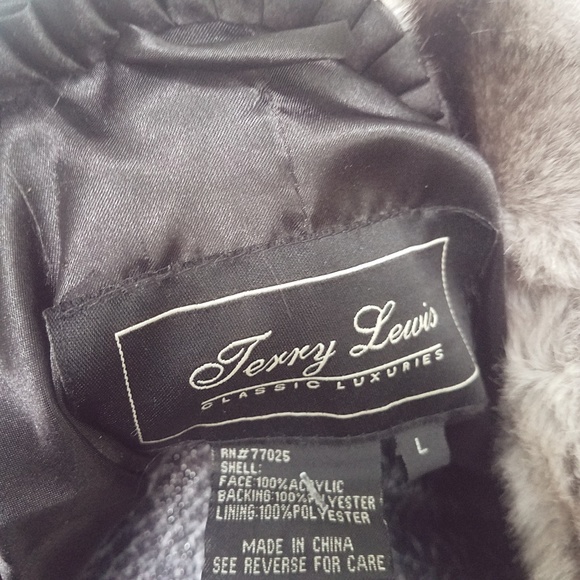 Terry Lewis
CLASSIC LUXURIES
L
RN#77025
SHELL:
FACE:100%ACRYLIC
BACKING:100%POLYESTER
LINING:100%POLYESTER
MADE IN CHINA
SEE REVERSE FOR CARE